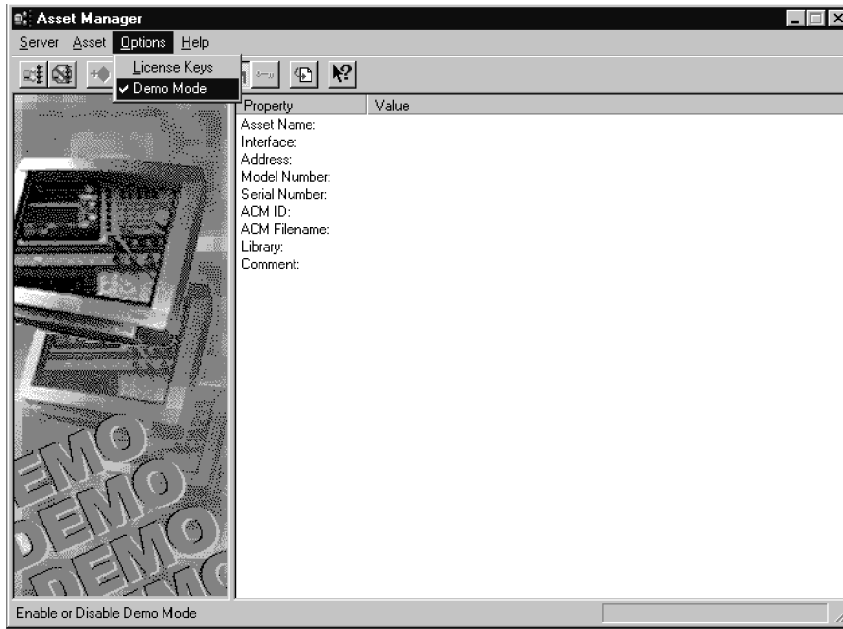 Asset Manager
Server Asset Options Help
License Keys
Demo Mode
Property Value
Asset Name:
Interface:
Address:
Model Number:
Serial Number:
ACM ID:
ACM Filename:
Library:
Comment:
EMO
DEMO
DEMO
DEMO
Enable or Disable Demo Mode